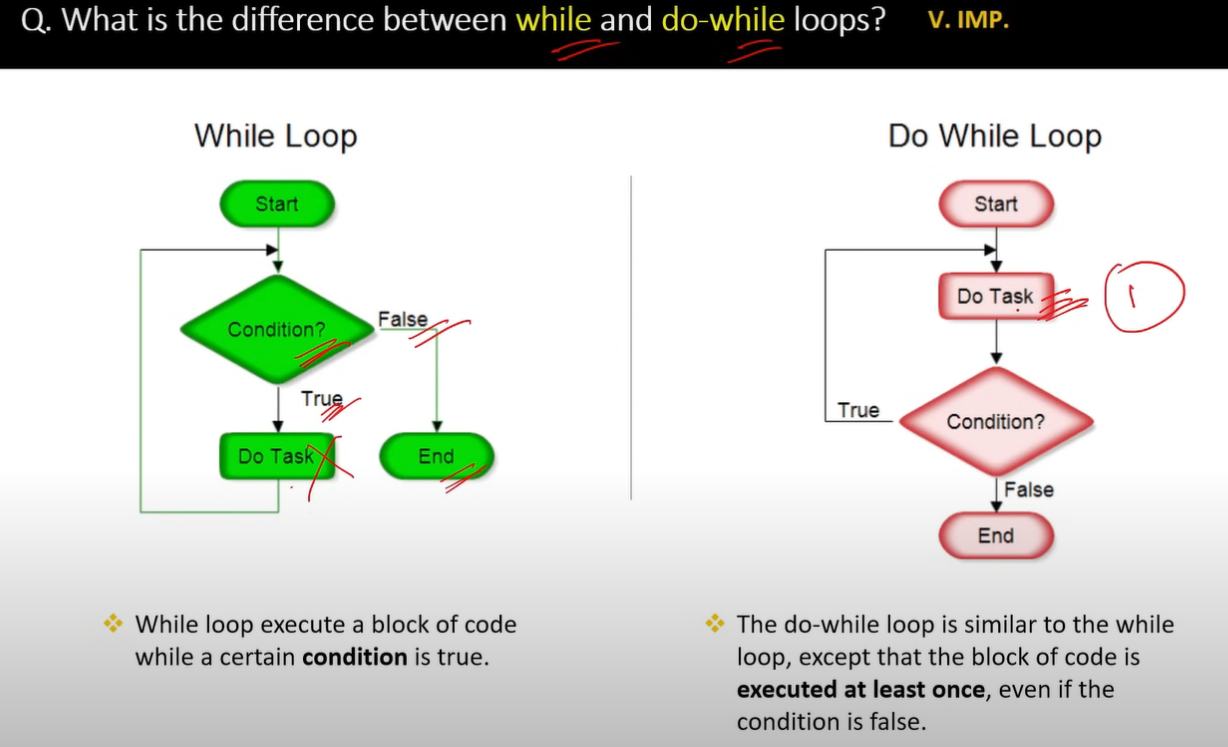 Q. What is the difference between while and do-while loops? V. IMP.
While Loop
Start
Condition?
False
True
Do Task
End
While loop execute a block of code
while a certain condition is true.
Do While Loop
Start
Do Task
1
Condition?
True
False
End
The do-while loop is similar to the while
loop, except that the block of code is
executed at least once, even if the
condition is false.